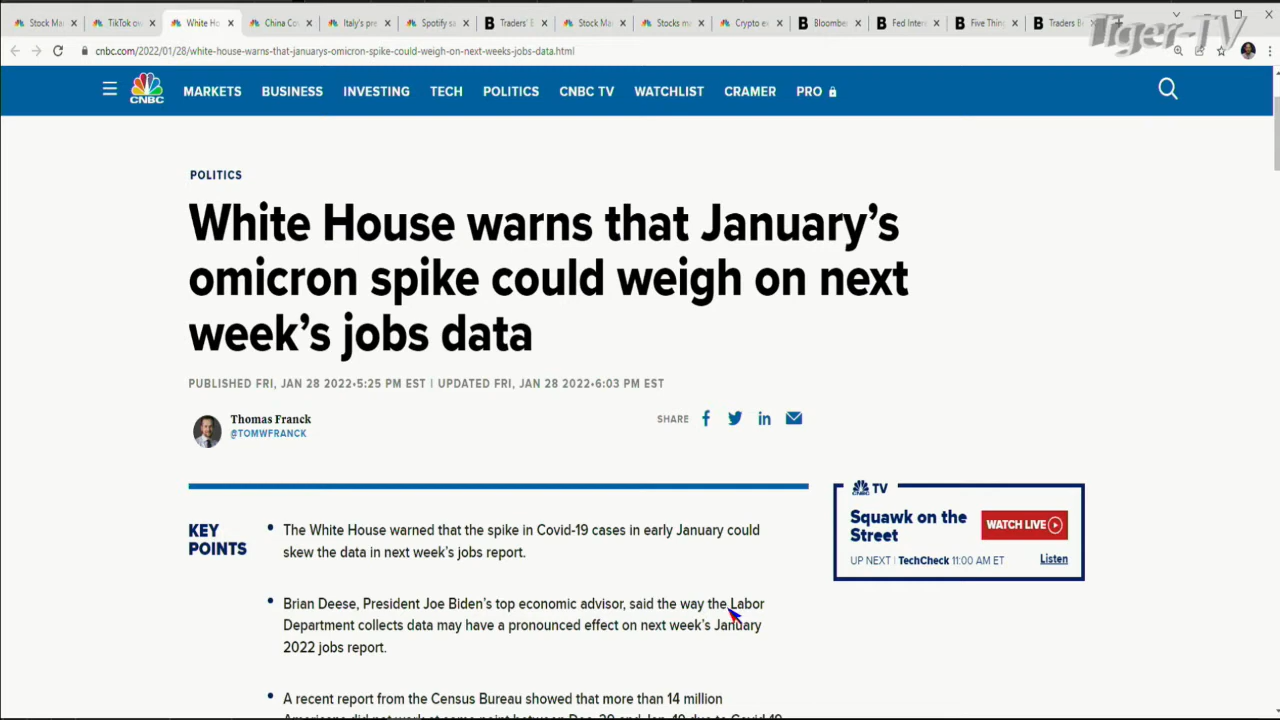 Stock Ma
TikTok ow
White Ho
China Co
Italy's pre
Spotify sa
Traders' B
Stock Ma
Stocks m
Crypto ex
Bloomber
Fed Inter
Five Thin
Traders B
Tiger-TV
cnbc.com/2022/01/28/white-house-warns-that-januarys-omicron-spike-could-weigh-on-next-weeks-jobs-data.html
CNBC
MARKETS BUSINESS INVESTING TECH POLITICS CNBC TV WATCHLIST CRAMER PRO
POLITICS
White House warns that January's
omicron spike could weigh on next
week's jobs data
PUBLISHED FRI, JAN 28 2022•5:25 PM EST | UPDATED FRI, JAN 28 2022•6:03 PM EST
Thomas Franck
@TOMWFRANCK
SHARE
KEY
POINTS
The White House warned that the spike in Covid-19 cases in early January could
skew the data in next week's jobs report.
Brian Deese, President Joe Biden's top economic advisor, said the way the Labor
Department collects data may have a pronounced effect on next week's January
2022 jobs report.
A recent report from the Census Bureau showed that more than 14 million
CNBC TV
Squawk on the
Street
WATCH LIVE
UP NEXT | TechCheck 11:00 AM ET
Listen